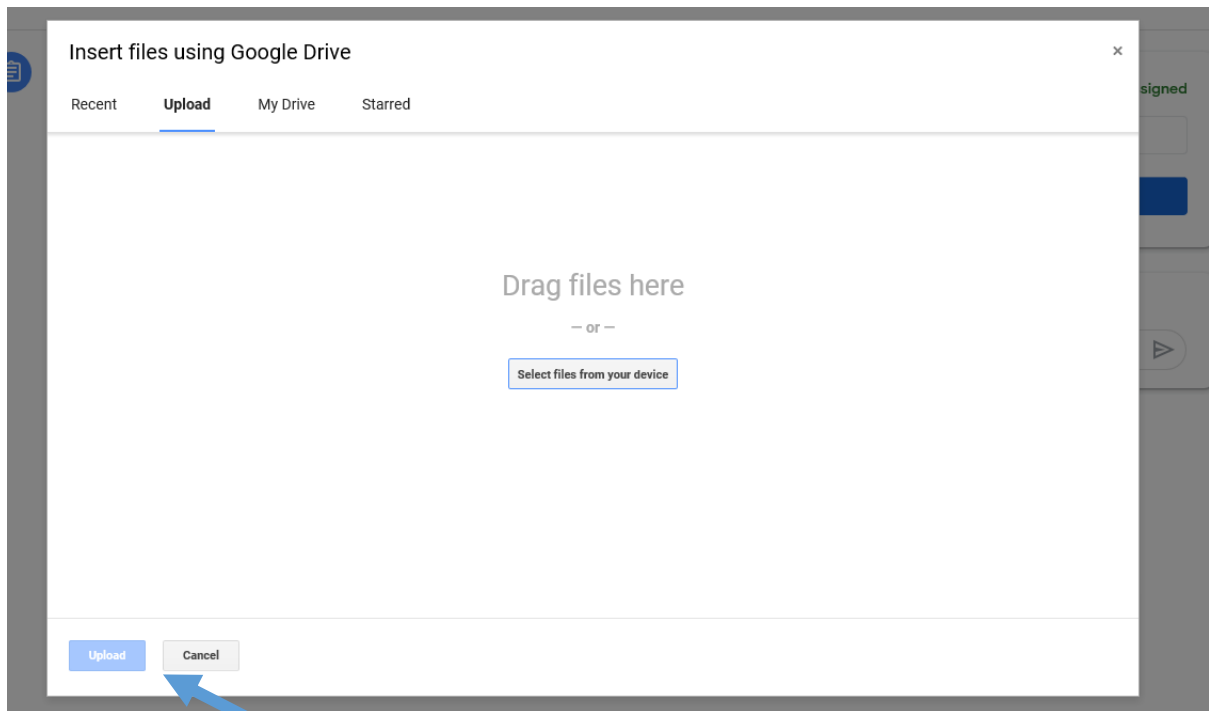 Insert files using Google Drive ×
Recent Upload My Drive Starred
signed
Drag files here
— or —
Select files from your device
Upload Cancel